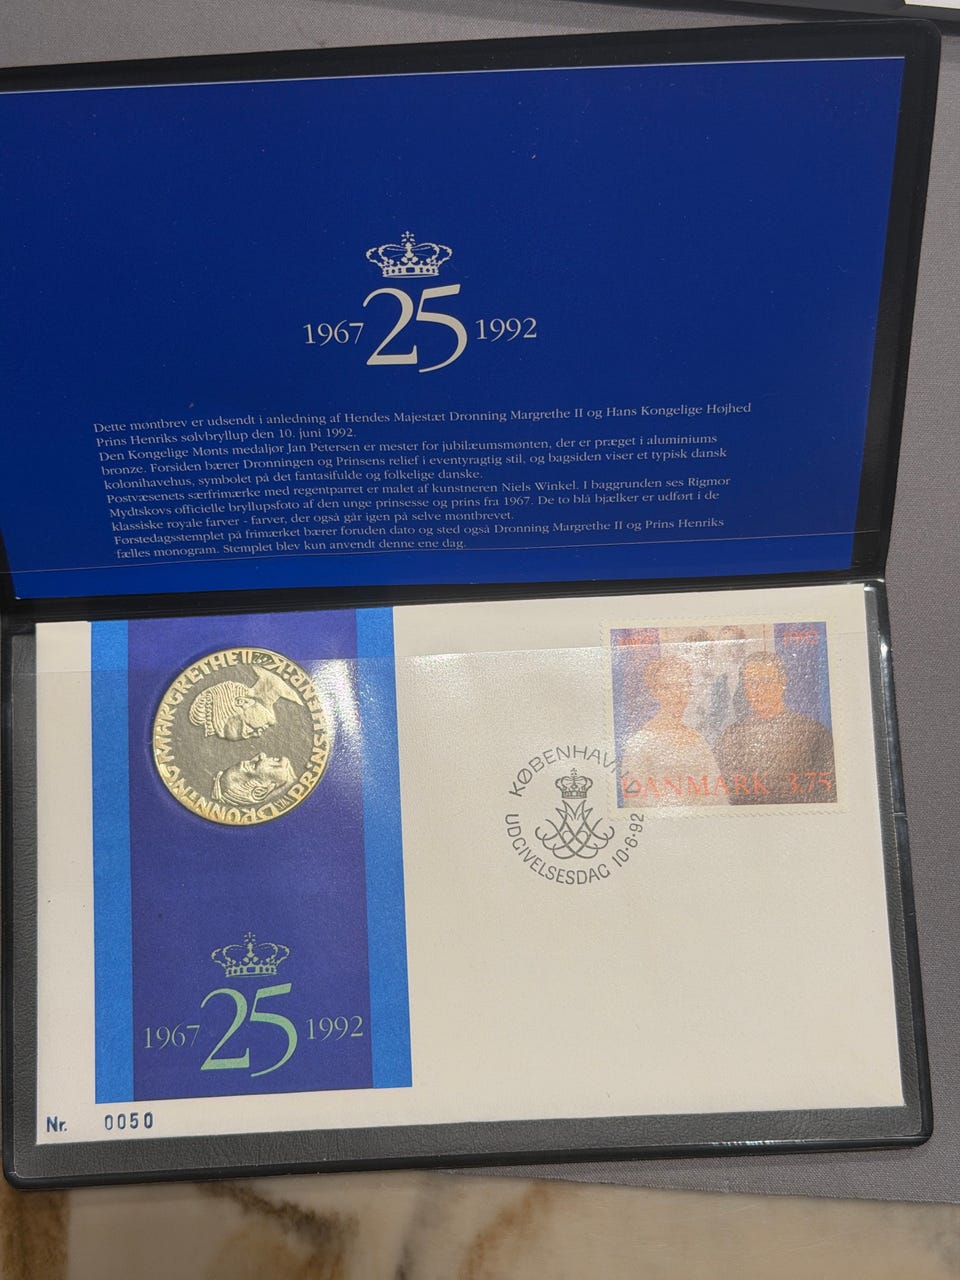 1967 25 1992
Dette møntbrev er udsendt i anledning af Hendes Majestæt Dronning Margrethe II og Hans Kongelige Højhed
Prins Henriks sølvbryllup den 10. juni 1992.
Den Kongelige Mønts medaljør Jan Petersen er mester for jubilæumsmønten, der er præget i aluminiums
bronze. Forsiden bærer Dronningen og Prinsens relief i eventyragtig stil, og bagsiden viser et typisk dansk
kolonihavehus, symbolet på det fantasifulde og folkelige danske.
Postvæsenets særfrimærke med regentparret er malet af kunstneren Niels Winkel. I baggrunden ses Rigmor
Mydtskovs officielle bryllupsfoto af den unge prinsesse og prins fra 1967. De to blå bjælker er udført i de
klassiske royale farver - farver, der også går igen på selve møntbrevet.
Førstedagsstemplet på frimærket bærer foruden dato og sted også Dronning Margrethe II og Prins Henriks
fælles monogram. Stemplet blev kun anvendt denne ene dag.
DRONNING MARGRETHE II OG PRINS HENRIK
DANMARK 3.75
KØBENHAVN
UDGIVELSESDAG 10.6.92
1967 25 1992
Nr. 0050